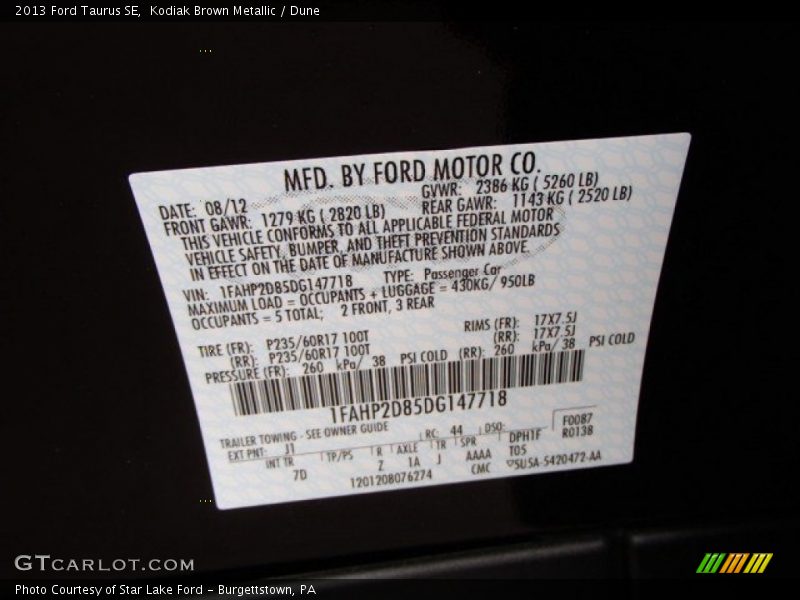 2013 Ford Taurus SE,  Kodiak Brown Metallic / Dune
MFD. BY FORD MOTOR CO.
DATE: 08/12 GVWR: 2386 KG ( 5260 LB)
FRONT GAWR: 1279 KG ( 2820 LB) REAR GAWR: 1143 KG ( 2520 LB)
THIS VEHICLE CONFORMS TO ALL APPLICABLE FEDERAL MOTOR
VEHICLE SAFETY, BUMPER, AND THEFT PREVENTION STANDARDS
IN EFFECT ON THE DATE OF MANUFACTURE SHOWN ABOVE.
VIN: 1FAHP2D85DG147718 TYPE: Passenger Car
MAXIMUM LOAD = OCCUPANTS + LUGGAGE = 430KG/ 950LB
OCCUPANTS = 5 TOTAL; 2 FRONT, 3 REAR
TIRE (FR): P235/60R17 100T RIMS (FR): 17X7.5J
(RR): P235/60R17 100T (RR): 17X7.5J
PRESSURE (FR): 260 kPa/ 38 PSI COLD (RR): 260 kPa/ 38 PSI COLD
1FAHP2D85DG147718
TRAILER TOWING - SEE OWNER GUIDE RC: 44 DSO: F0087
EXT PNT: J1 R0138
INT TR TP/PS R AXLE TR SPR DPH1F
7D Z 1A J AAAA T05
1201208076274 CMC SU5A-5420472-AA
GTCARLOT.COM
Photo Courtesy of Star Lake Ford - Burgettstown, PA